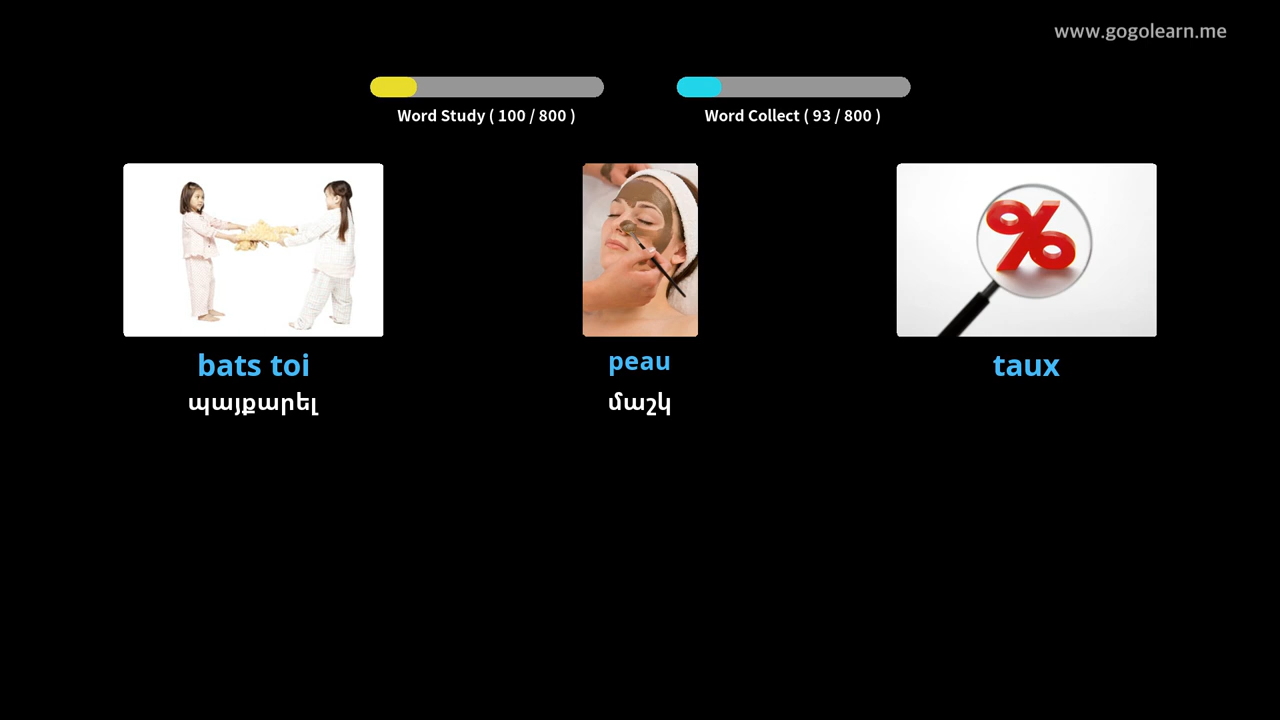 www.gogolearn.me
Word Study ( 100 / 800 )
Word Collect ( 93 / 800 )
bats toi
պայքարել
peau
մաշկ
taux